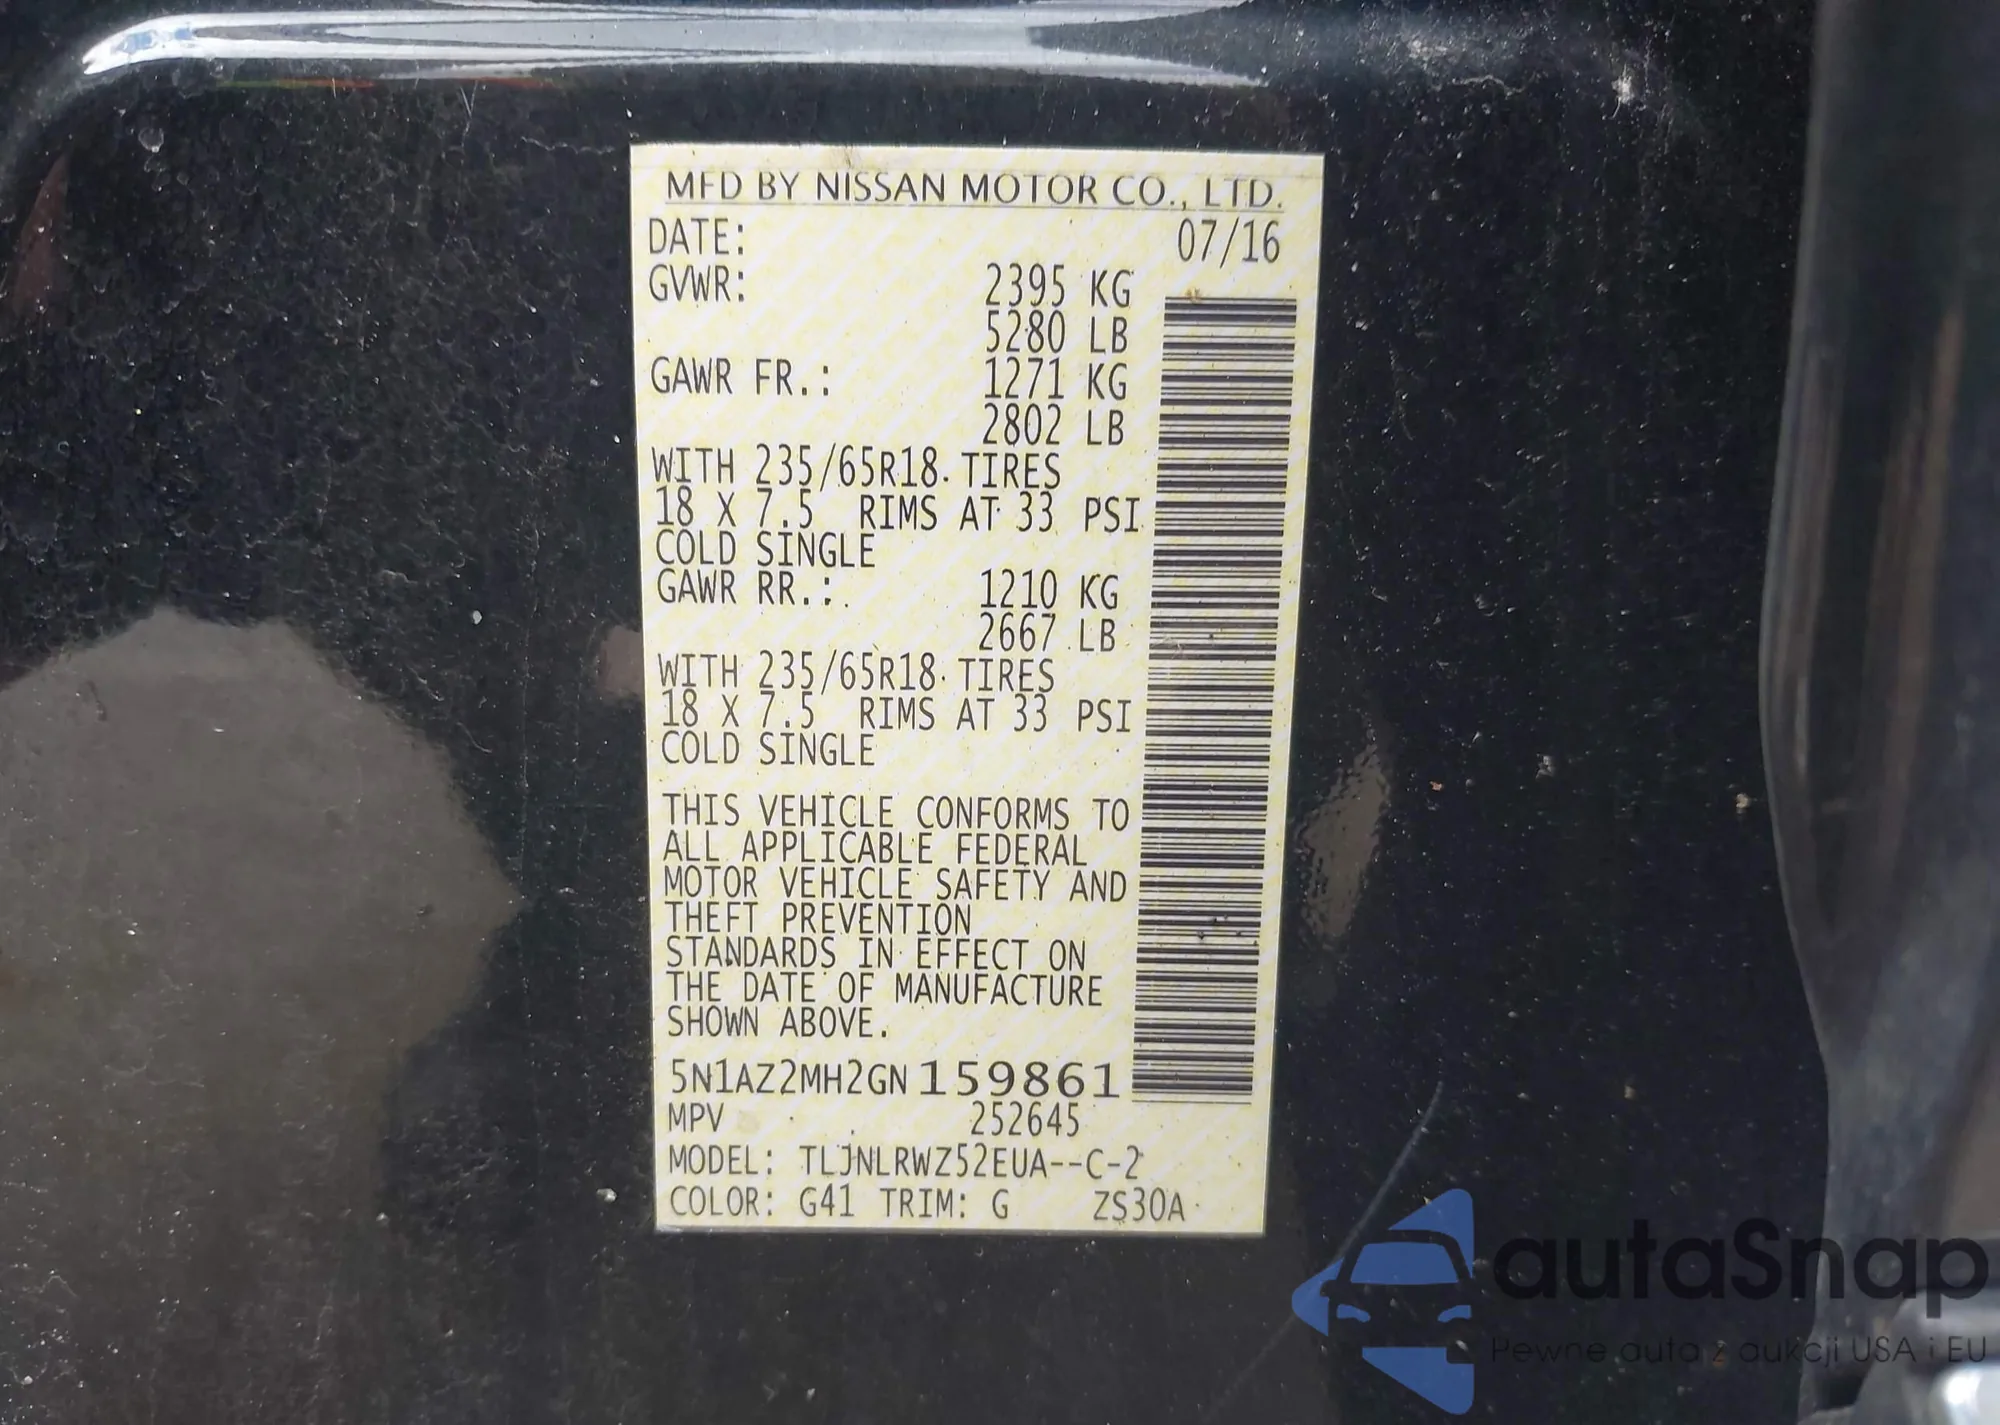 MFD BY NISSAN MOTOR CO., LTD.
DATE: 07/16
GVWR: 2395 KG
5280 LB
GAWR FR.: 1271 KG
2802 LB
WITH 235/65R18 TIRES
18 X 7.5 RIMS AT 33 PSI
COLD SINGLE
GAWR RR.: 1210 KG
2667 LB
WITH 235/65R18 TIRES
18 X 7.5 RIMS AT 33 PSI
COLD SINGLE
THIS VEHICLE CONFORMS TO
ALL APPLICABLE FEDERAL
MOTOR VEHICLE SAFETY AND
THEFT PREVENTION
STANDARDS IN EFFECT ON
THE DATE OF MANUFACTURE
SHOWN ABOVE.
5N1AZ2MH2GN159861
MPV 252645
MODEL: TLJNLRWZ52EUA--C-2
COLOR: G41 TRIM: G ZS30A
autaSnap
Pewne auta z aukcji USA i EU